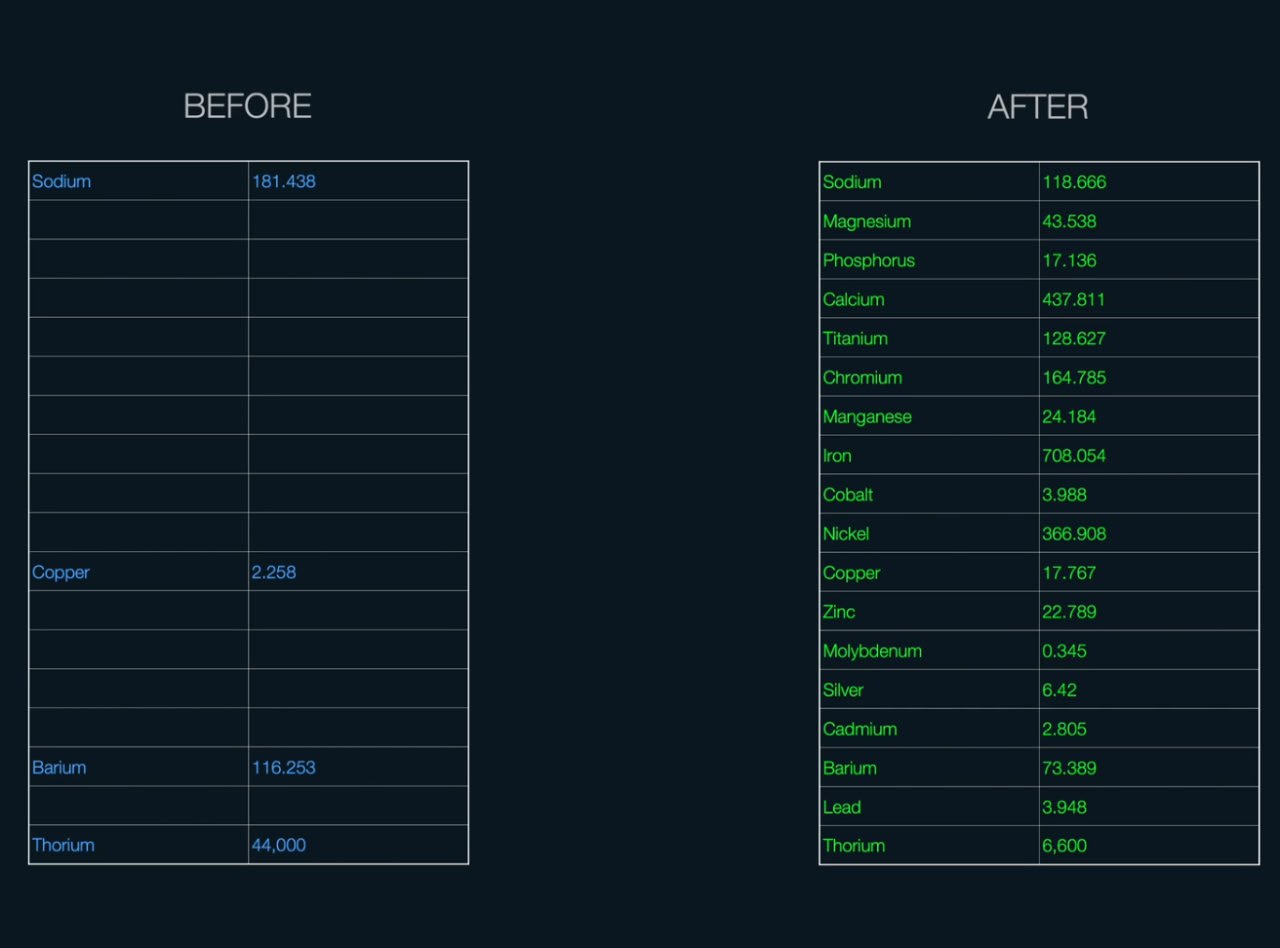 BEFORE
Sodium 181.438
Copper 2.258
Barium 116.253
Thorium 44,000
AFTER
Sodium 118.666
Magnesium 43.538
Phosphorus 17.136
Calcium 437.811
Titanium 128.627
Chromium 164.785
Manganese 24.184
Iron 708.054
Cobalt 3.988
Nickel 366.908
Copper 17.767
Zinc 22.789
Molybdenum 0.345
Silver 6.42
Cadmium 2.805
Barium 73.389
Lead 3.948
Thorium 6,600